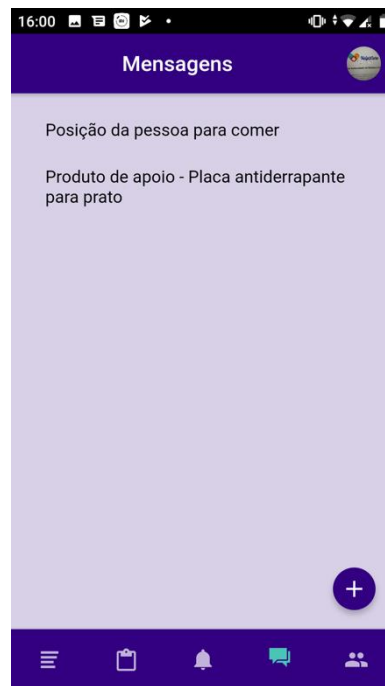 16:00
Mensagens
Posição da pessoa para comer
Produto de apoio - Placa antiderrapante
para prato